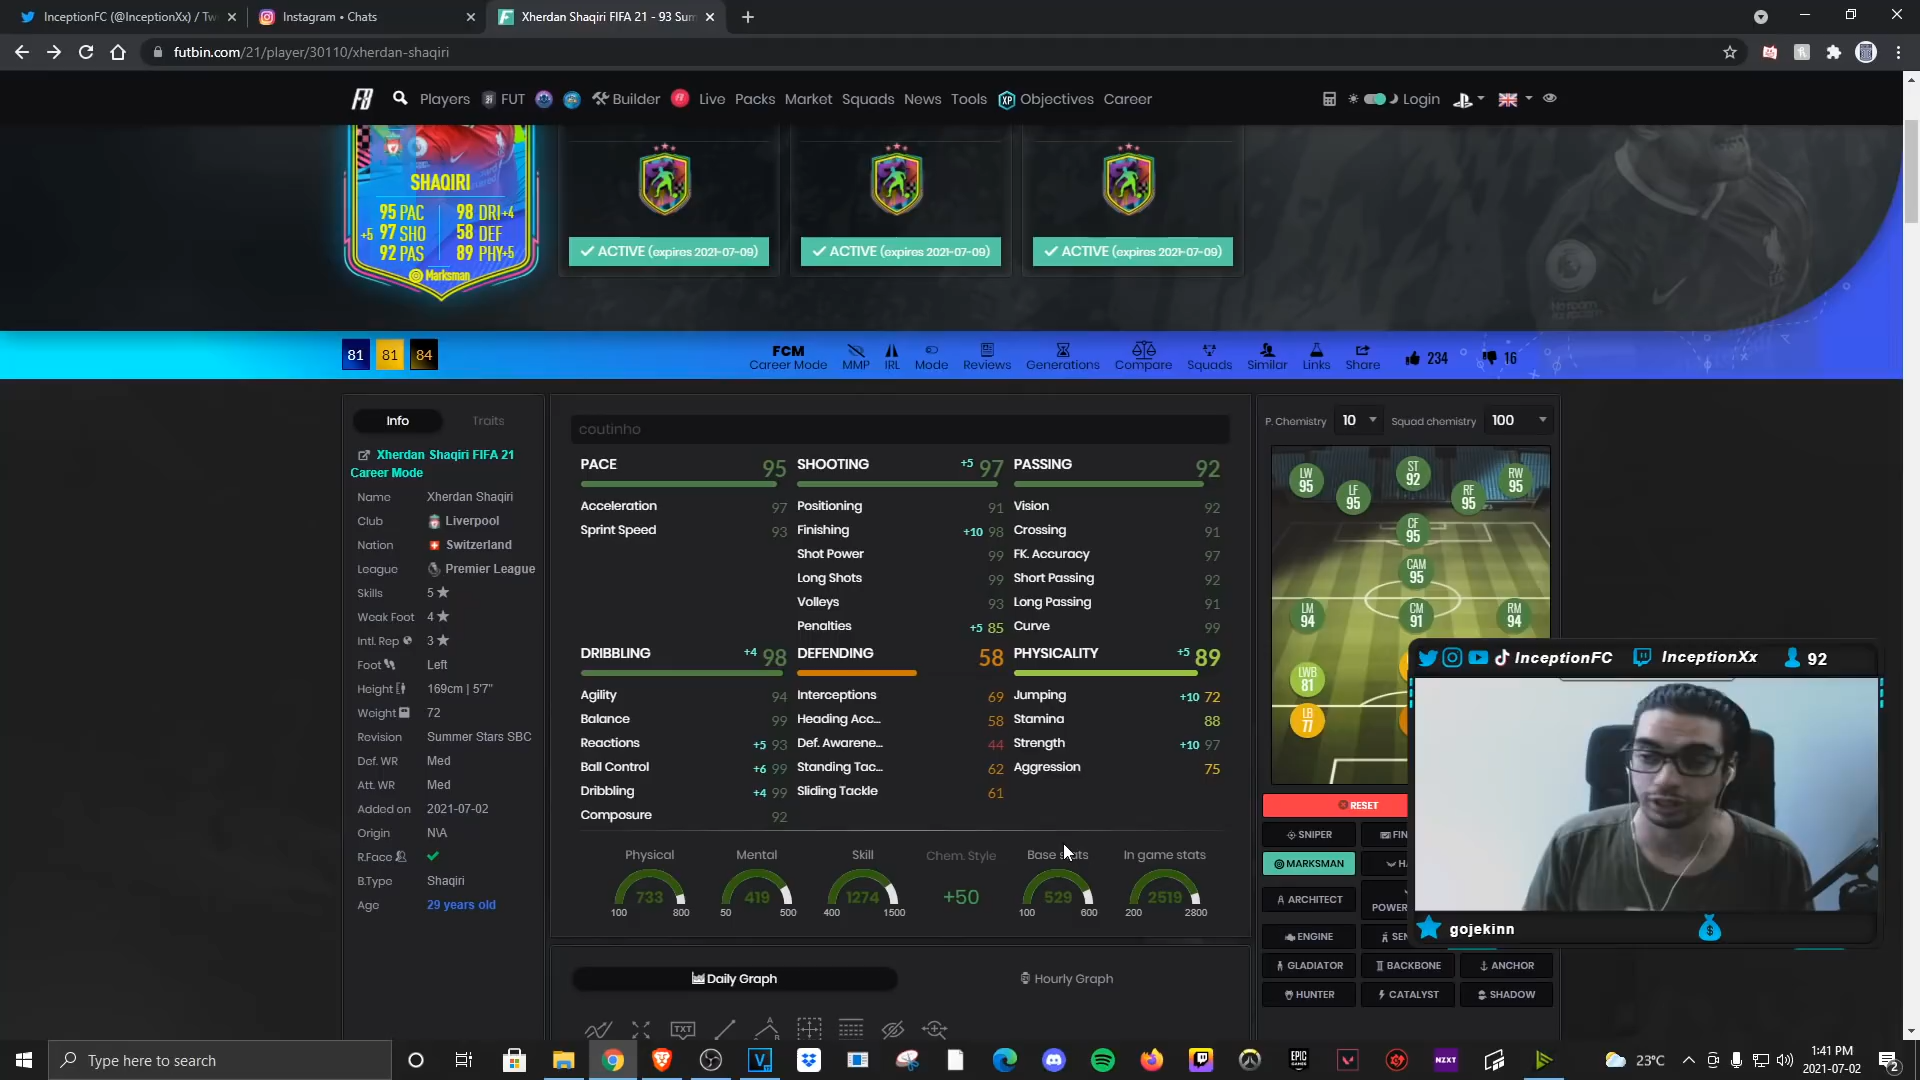 InceptionFC (@InceptionXx) / Tw
Instagram • Chats
Xherdan Shaqiri FIFA 21 - 93 Sum
futbin.com/21/player/30110/xherdan-shaqiri
Players FUT Builder Live Packs Market Squads News Tools XP Objectives Career Login
SHAQIRI
95 PAC 98 DRI+4
+5 97 SHO 58 DEF
92 PAS 89 PHY+5
Marksman
ACTIVE (expires 2021-07-09) ACTIVE (expires 2021-07-09) ACTIVE (expires 2021-07-09)
81 81 84
FCM
Career Mode MMP IRL Mode Reviews Generations Compare Squads Similar Links Share 234 16
Info Traits
Xherdan Shaqiri FIFA 21
Career Mode
Name Xherdan Shaqiri
Club Liverpool
Nation Switzerland
League Premier League
Skills 5
Weak Foot 4
Intl. Rep 3
Foot Left
Height 169cm | 5'7"
Weight 72
Revision Summer Stars SBC
Def. WR Med
Att. WR Med
Added on 2021-07-02
Origin N\A
R.Face
B.Type Shaqiri
Age 29 years old
coutinho
PACE 95 SHOOTING +5 97 PASSING 92
Acceleration 97 Positioning 91 Vision 92
Sprint Speed 93 Finishing +10 98 Crossing 91
Shot Power 99 FK. Accuracy 97
Long Shots 99 Short Passing 92
Volleys 93 Long Passing 91
Penalties +5 85 Curve 99
DRIBBLING +4 98 DEFENDING 58 PHYSICALITY +5 89
Agility 94 Interceptions 69 Jumping +10 72
Balance 99 Heading Acc... 58 Stamina 88
Reactions +5 93 Def. Awarene... 44 Strength +10 97
Ball Control +6 99 Standing Tac... 62 Aggression 75
Dribbling +4 99 Sliding Tackle 61
Composure 92
Physical Mental Skill Chem. Style Base stats In game stats
733 419 1274 +50 529 2519
100 800 50 500 400 1500 100 600 200 2800
Daily Graph Hourly Graph
TXT
P. Chemistry 10 Squad chemistry 100
LW 95
ST 92
RW 95
LF 95
RF 95
CF 95
CAM 95
LM 94
CM 91
RM 94
LWB 81
LB 77
RESET
SNIPER FIN
MARKSMAN HA
ARCHITECT POWER
ENGINE SEN
GLADIATOR BACKBONE ANCHOR
HUNTER CATALYST SHADOW
InceptionFC InceptionXx 92
gojekinn
Type here to search
EPIC GAMES
NZXT
23°C
1:41 PM
2021-07-02
2